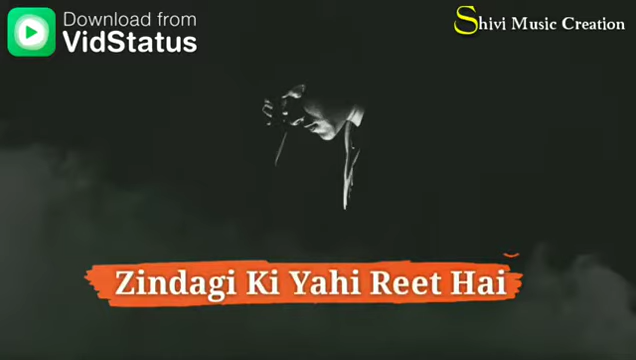 Download from
VidStatus
Shivi Music Creation
Zindagi Ki Yahi Reet Hai